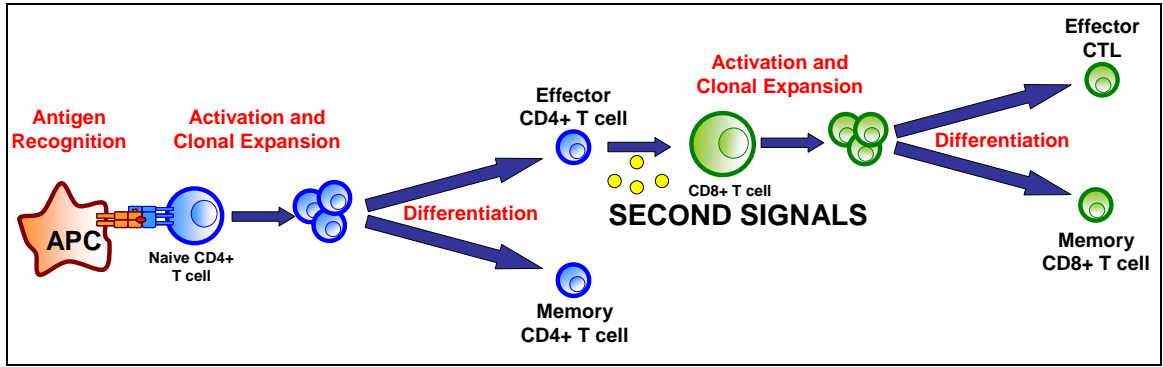 Antigen
Recognition
APC
Naive CD4+
T cell
Activation and
Clonal Expansion
Differentiation
Effector
CD4+ T cell
Memory
CD4+ T cell
SECOND SIGNALS
CD8+ T cell
Activation and
Clonal Expansion
Differentiation
Effector
CTL
Memory
CD8+ T cell